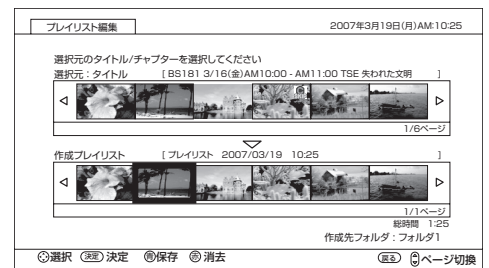 プレイリスト編集
2007年3月19日(月)AM:10:25
選択元のタイトル/チャプターを選択してください
選択元：タイトル [ BS181 3/16(金)AM10:00 - AM11:00 TSE 失われた文明 ]
1/6ページ
作成プレイリスト [ プレイリスト 2007/03/19 10:25 ]
1/1ページ
総時間 1:25
作成先フォルダ：フォルダ1
選択 決定 決定 青 保存 赤 消去 戻る ページ切換